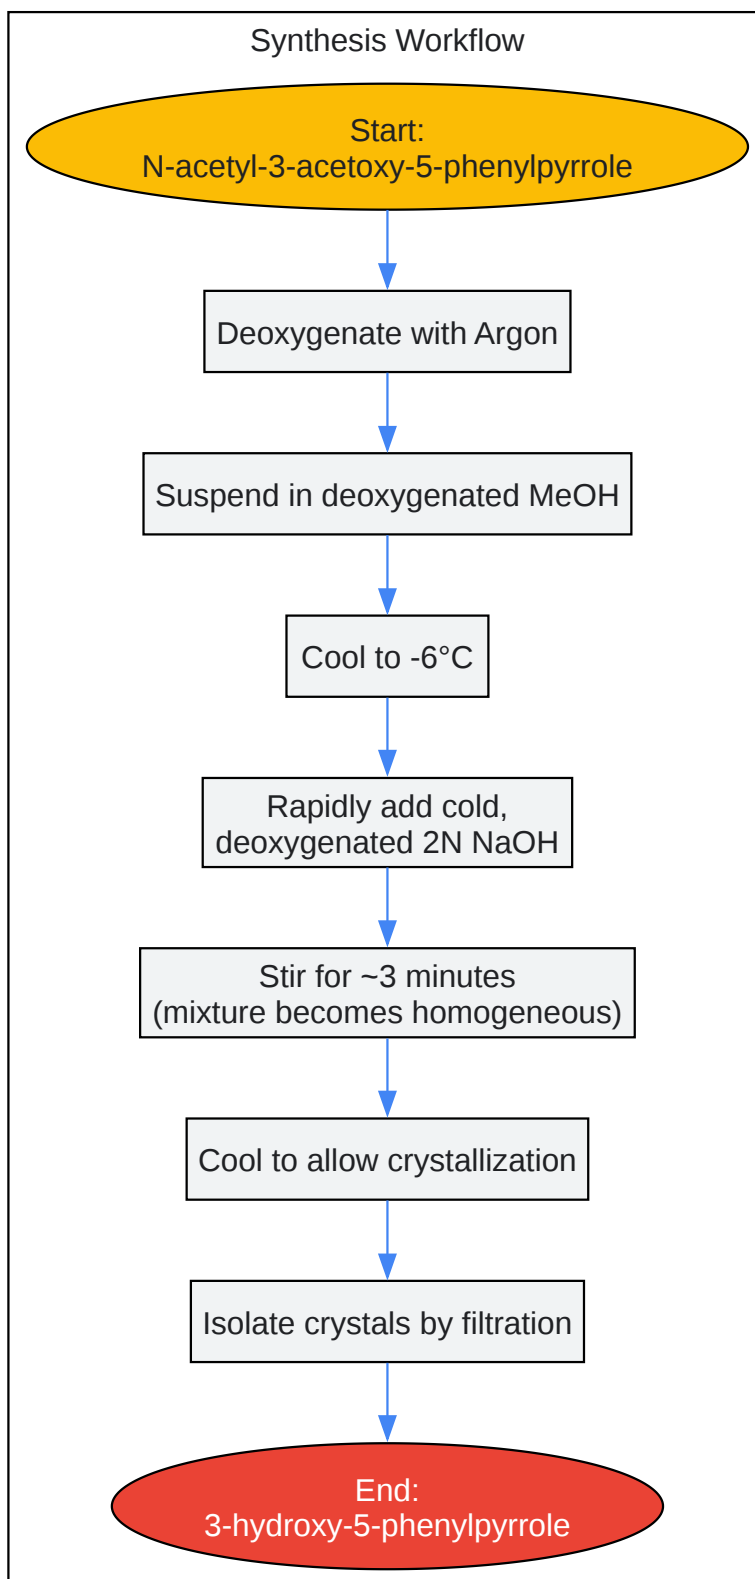 Synthesis Workflow
Start:
N-acetyl-3-acetoxy-5-phenylpyrrole
Deoxygenate with Argon
Suspend in deoxygenated MeOH
Cool to -6°C
Rapidly add cold,
deoxygenated 2N NaOH
Stir for ~3 minutes
(mixture becomes homogeneous)
Cool to allow crystallization
Isolate crystals by filtration
End:
3-hydroxy-5-phenylpyrrole